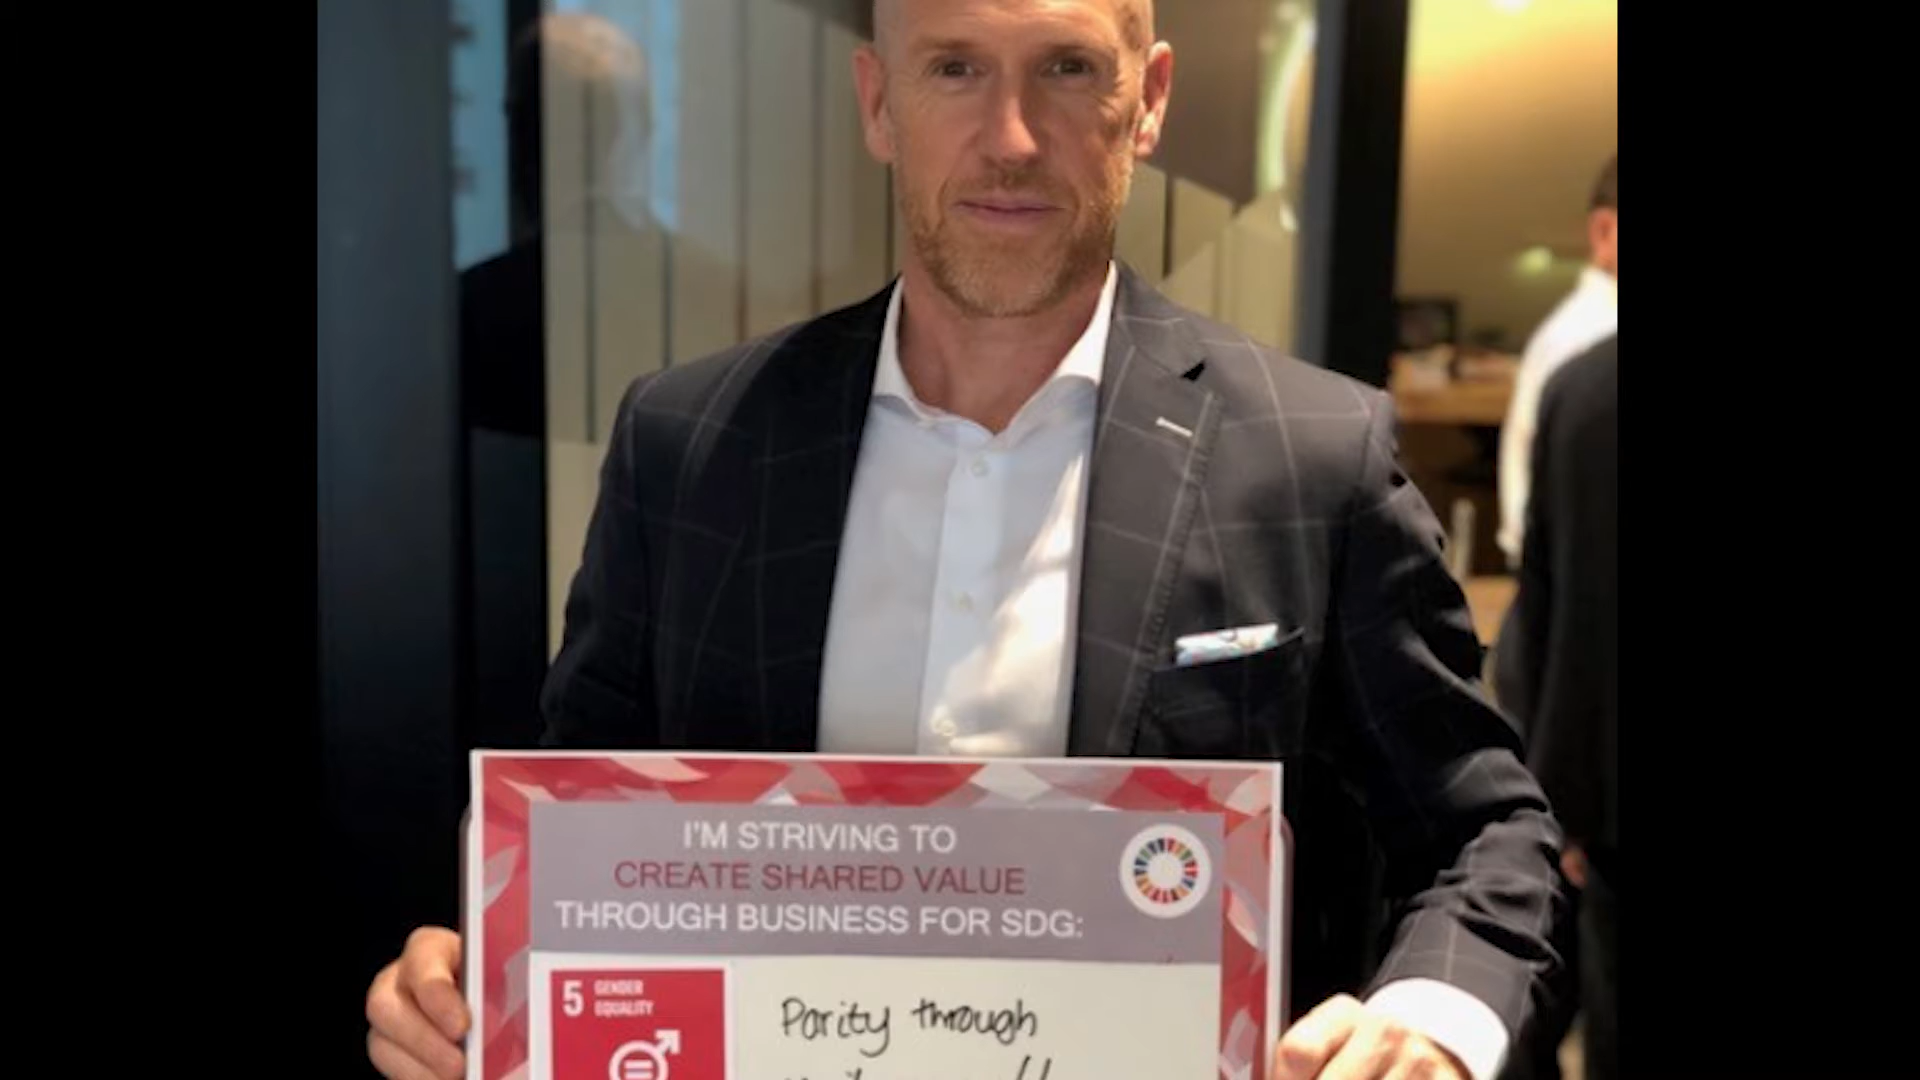 I'M STRIVING TO
CREATE SHARED VALUE
THROUGH BUSINESS FOR SDG:
5 GENDER
EQUALITY
Parity through